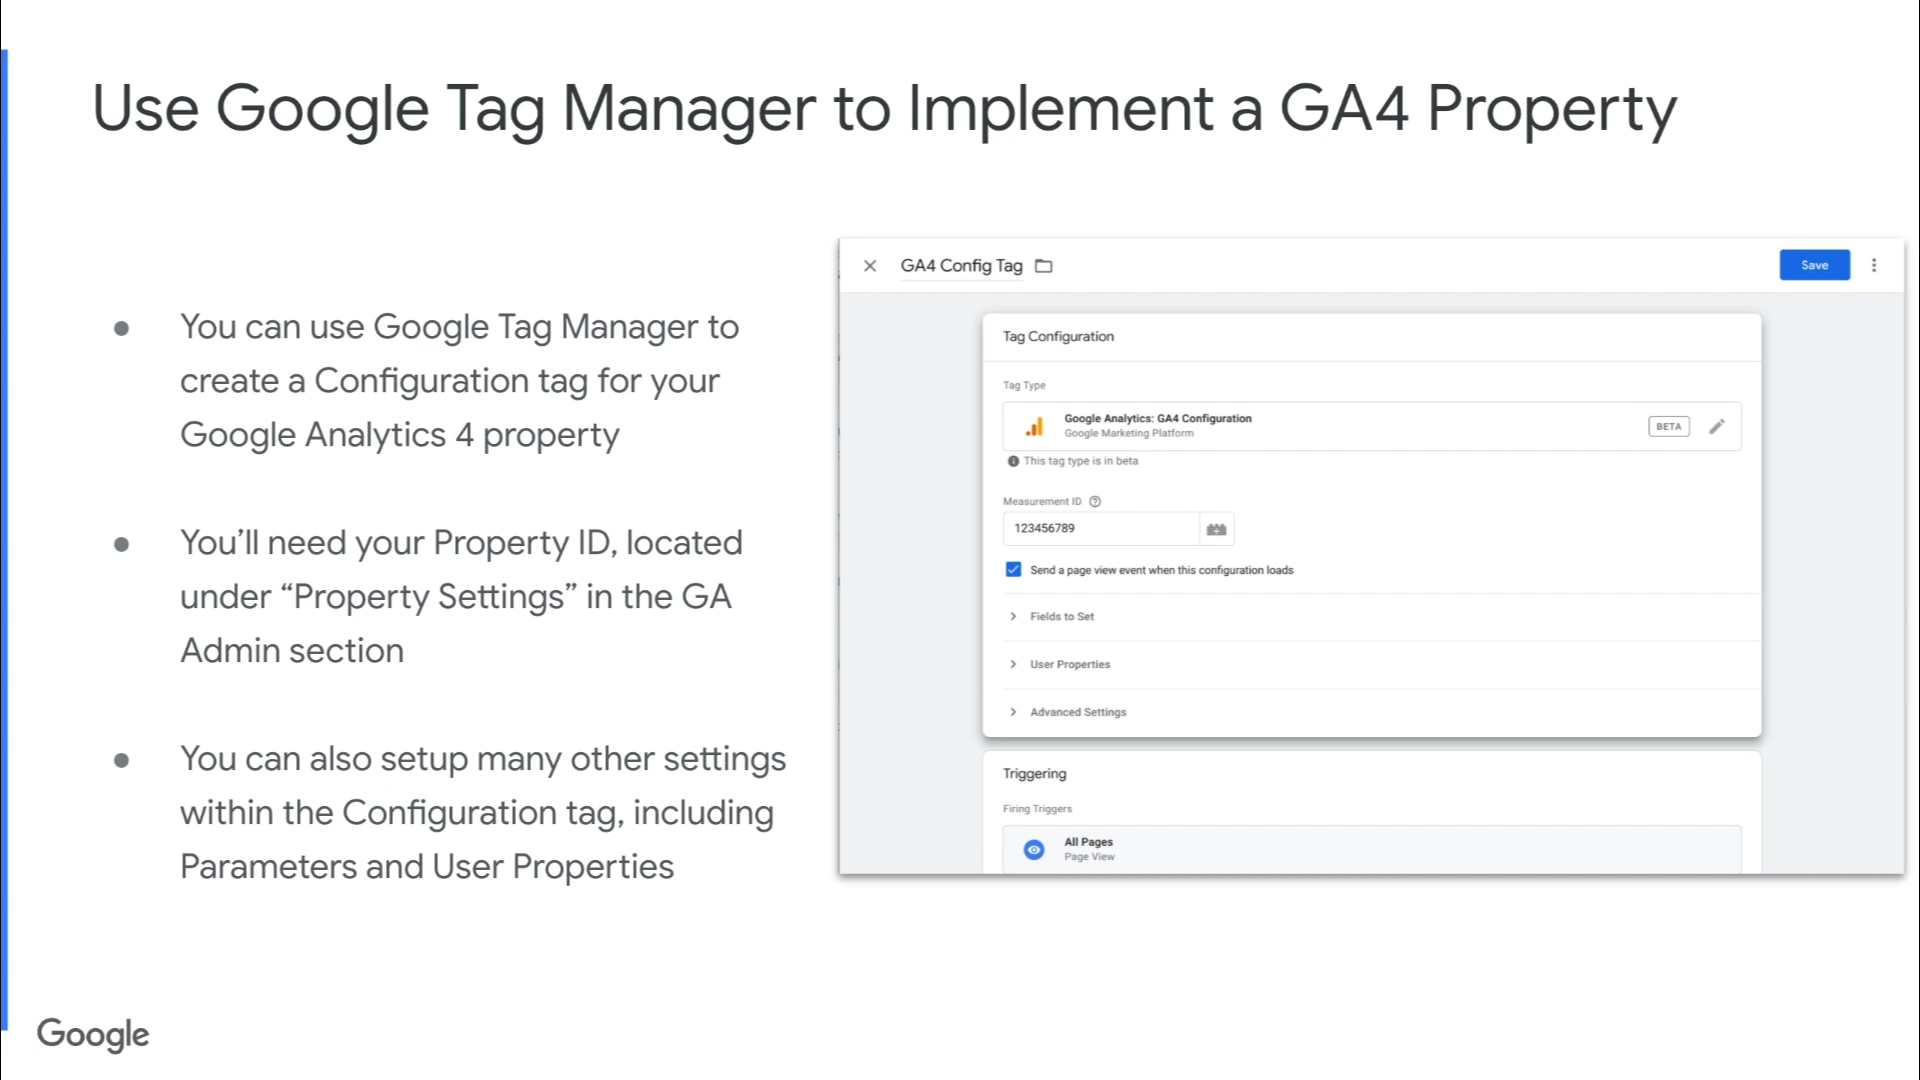 Use Google Tag Manager to Implement a GA4 Property
● You can use Google Tag Manager to
create a Configuration tag for your
Google Analytics 4 property
● You’ll need your Property ID, located
under “Property Settings” in the GA
Admin section
● You can also setup many other settings
within the Configuration tag, including
Parameters and User Properties
GA4 Config Tag
Save
Tag Configuration
Tag Type
Google Analytics: GA4 Configuration
Google Marketing Platform
BETA
This tag type is in beta
Measurement ID
123456789
Send a page view event when this configuration loads
Fields to Set
User Properties
Advanced Settings
Triggering
Firing Triggers
All Pages
Page View
Google